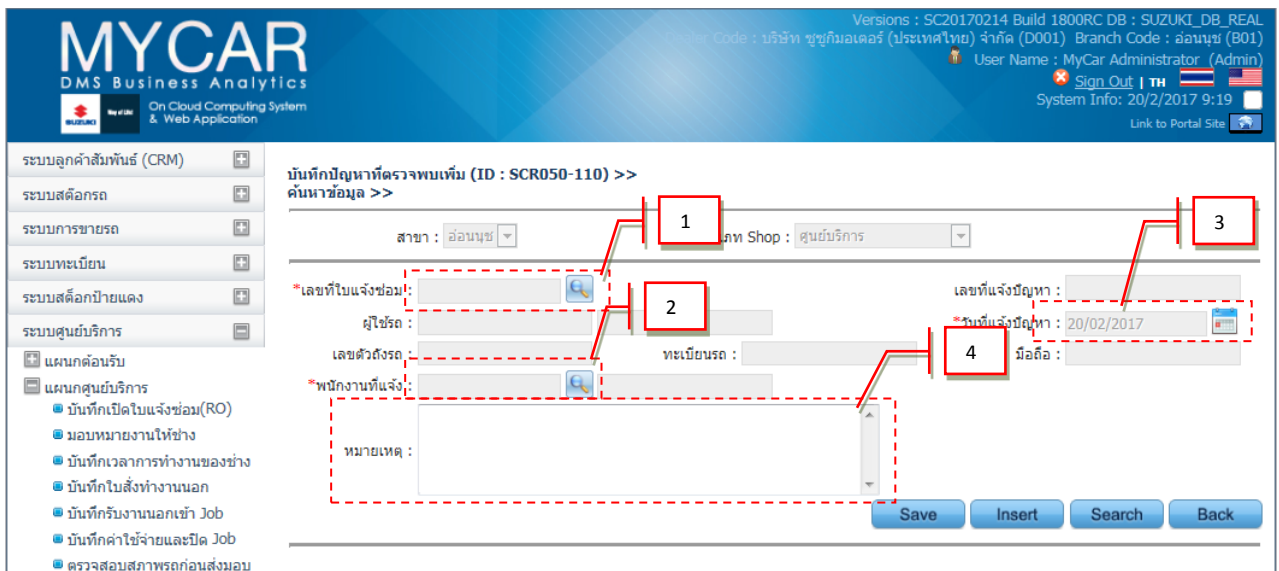 MYCAR
DMS Business Analytics
SUZUKI
On Cloud Computing System
& Web Application
Versions : SC20170214 Build 1800RC DB : SUZUKI_DB_REAL
Code : บริษัท ซูซูกิมอเตอร์ (ประเทศไทย) จำกัด (D001) Branch Code : อ่อนนุช (B01)
User Name : MyCar Administrator (Admin)
Sign Out | TH
System Info: 20/2/2017 9:19
Link to Portal Site
ระบบลูกค้าสัมพันธ์ (CRM)
ระบบสต๊อกรถ
ระบบการขายรถ
ระบบทะเบียน
ระบบสต็อกป้ายแดง
ระบบศูนย์บริการ
แผนกต้อนรับ
แผนกศูนย์บริการ
บันทึกเปิดใบแจ้งซ่อม(RO)
มอบหมายงานให้ช่าง
บันทึกเวลาการทำงานของช่าง
บันทึกใบสั่งทำงานนอก
บันทึกรับงานนอกเข้า Job
บันทึกค่าใช้จ่ายและปิด Job
ตรวจสอบสภาพรถก่อนส่งมอบ
บันทึกปัญหาที่ตรวจพบเพิ่ม (ID : SCR050-110) >>
ค้นหาข้อมูล >>
สาขา : อ่อนนุช
Shop : ศูนย์บริการ
1
3
*เลขที่ใบแจ้งซ่อม :
เลขที่แจ้งปัญหา :
2
ผู้ใช้รถ :
*วันที่แจ้งปัญหา : 20/02/2017
เลขตัวถังรถ :
ทะเบียนรถ :
4
มือถือ :
*พนักงานที่แจ้ง :
หมายเหตุ :
Save
Insert
Search
Back